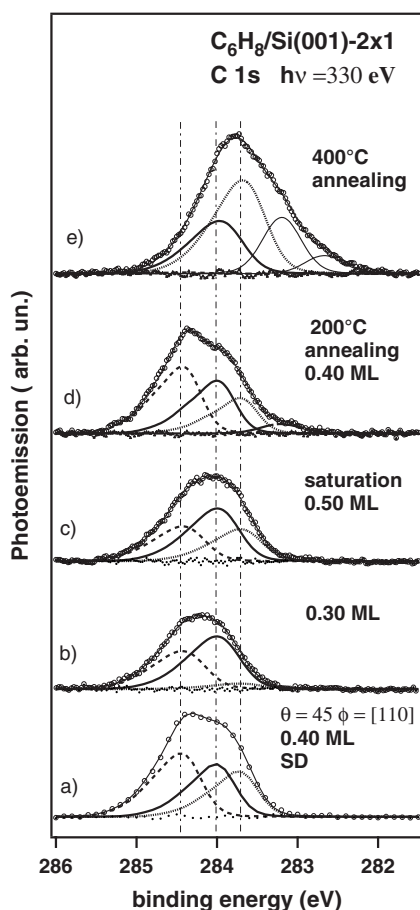 C₆H₈/Si(001)-2x1
C 1s hν =330 eV
400°C
annealing
e)
200°C
annealing
0.40 ML
d)
saturation
0.50 ML
c)
0.30 ML
b)
θ = 45 ϕ = [110]
0.40 ML
SD
a)
Photoemission ( arb. un.)
286 285 284 283 282
binding energy (eV)